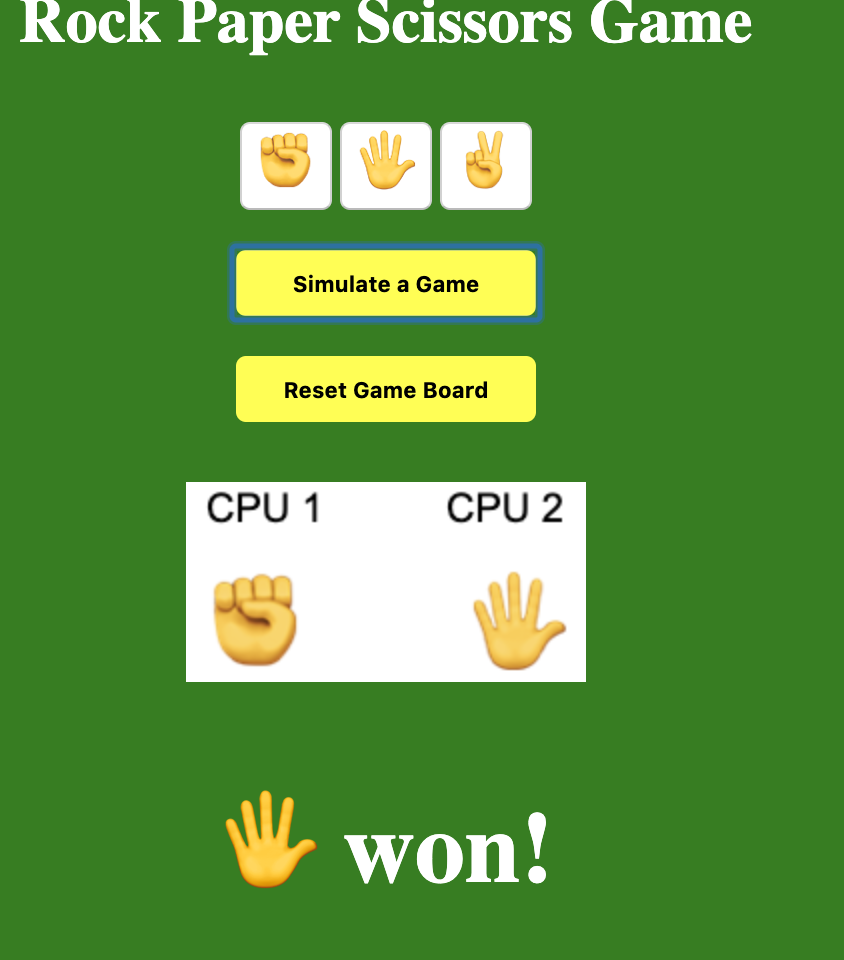 Rock Paper Scissors Game
Simulate a Game
Reset Game Board
CPU 1 CPU 2
won!